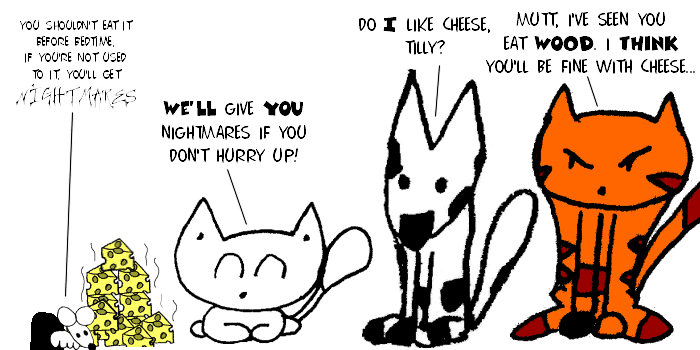 YOU SHOULDN'T EAT IT
BEFORE BEDTIME,
IF YOU'RE NOT USED
TO IT, YOU'LL GET
NIGHTMARES
WE'LL GIVE YOU
NIGHTMARES IF YOU
DON'T HURRY UP!
DO I LIKE CHEESE,
TILLY?
MUTT, I'VE SEEN YOU
EAT WOOD. I THINK
YOU'LL BE FINE WITH CHEESE...